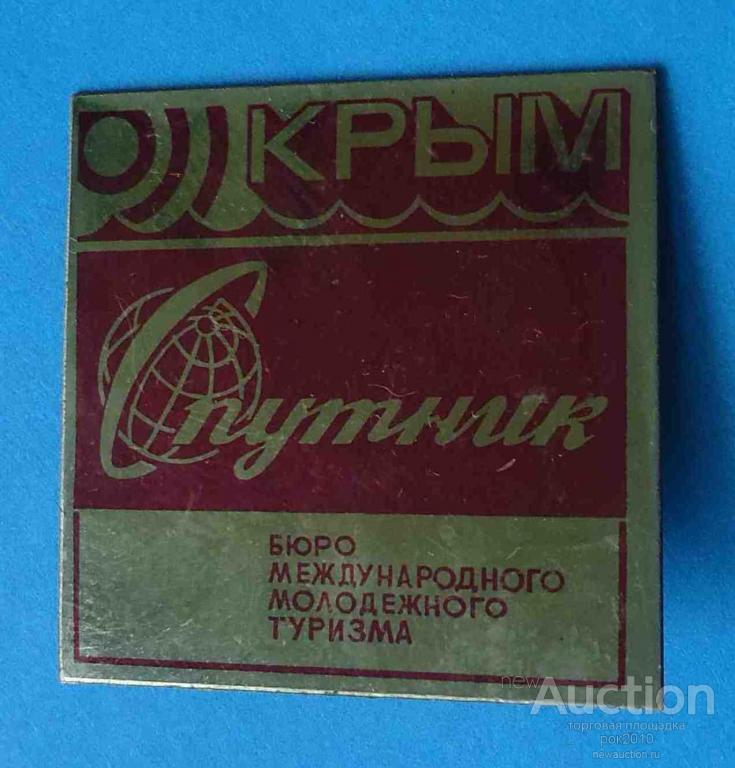 КРЫМ
Спутник
БЮРО
МЕЖДУНАРОДНОГО
МОЛОДЕЖНОГО
ТУРИЗМА
newAuction
торговая площадка
рок2010
newauction.ru